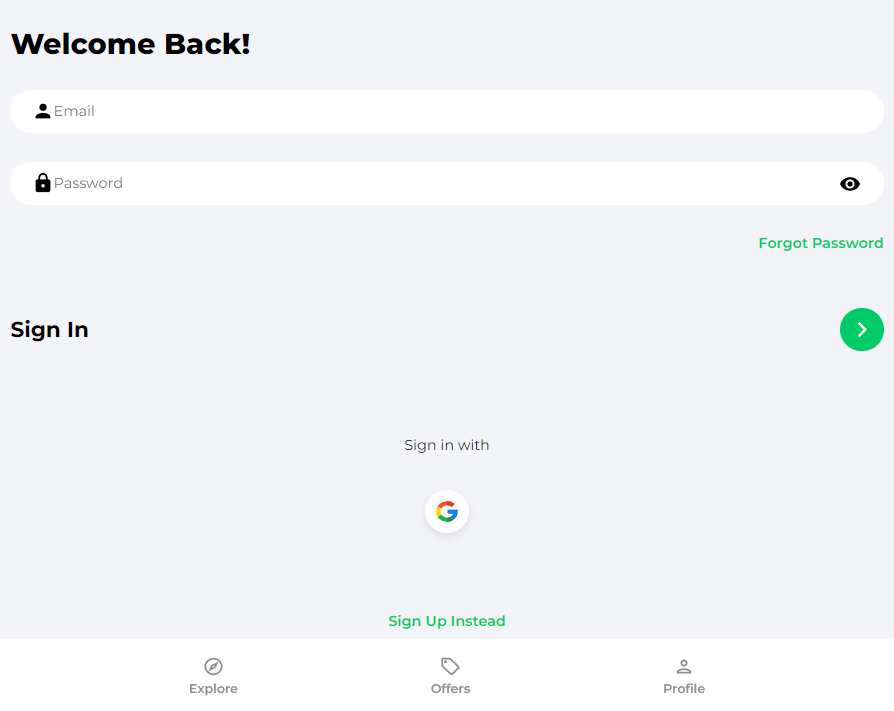 Welcome Back!
Email
Password
Forgot Password
Sign In
Sign in with
Sign Up Instead
Explore
Offers
Profile